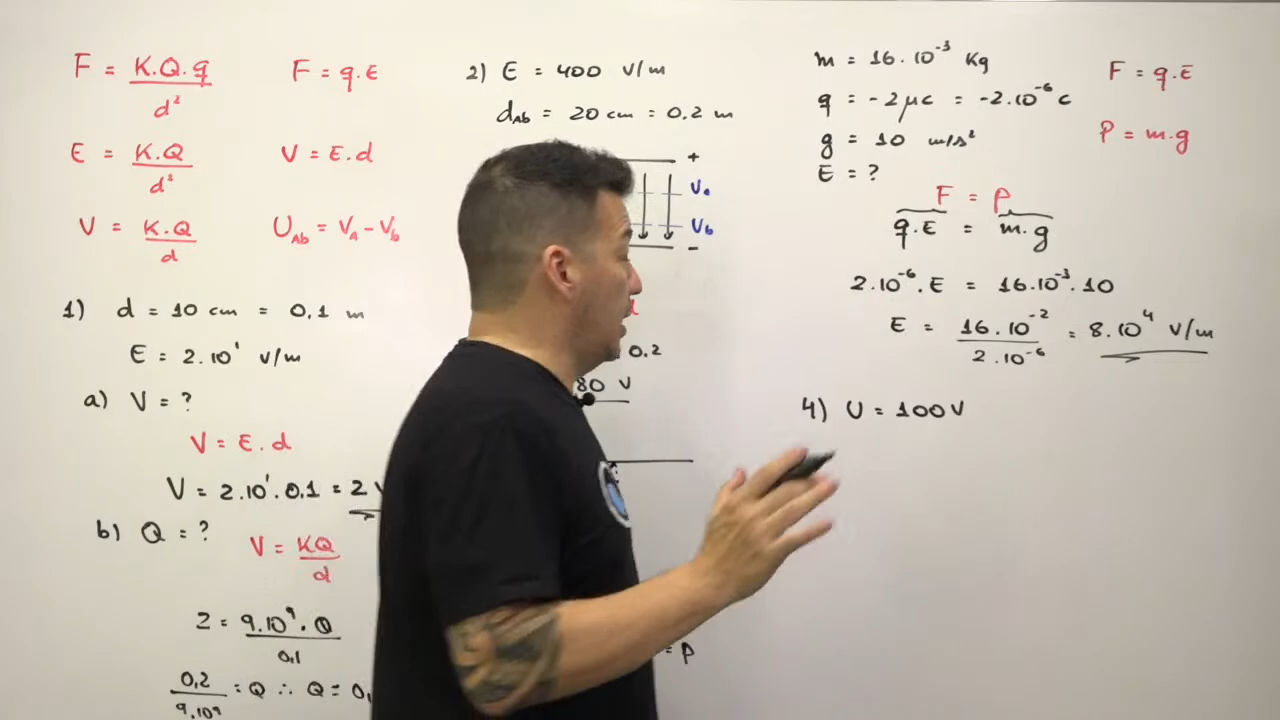 F = K.Q.q / d²
F = q.E
E = K.Q / d²
V = E.d
V = K.Q / d
U_AB = V_A - V_b
1) d = 10 cm = 0,1 m
E = 2.10¹ V/m
a) V = ?
V = E.d
V = 2.10¹.0,1 = 2 V
b) Q = ?
V = KQ / d
2 = 9.10⁹.Q / 0,1
0,2 / 9.10⁹ = Q ∴ Q = 0,
2) E = 400 V/m
d_AB = 20 cm = 0.2 m
+
V_a
V_b
-
d
0.2
80 V
= P
m = 16.10⁻³ Kg
q = -2μc = -2.10⁻⁶ c
g = 10 m/s²
E = ?
F = q.E
P = m.g
F = P
q.E = m.g
2.10⁻⁶.E = 16.10⁻³.10
E = 16.10⁻² / 2.10⁻⁶ = 8.10⁴ V/m
4) U = 100V